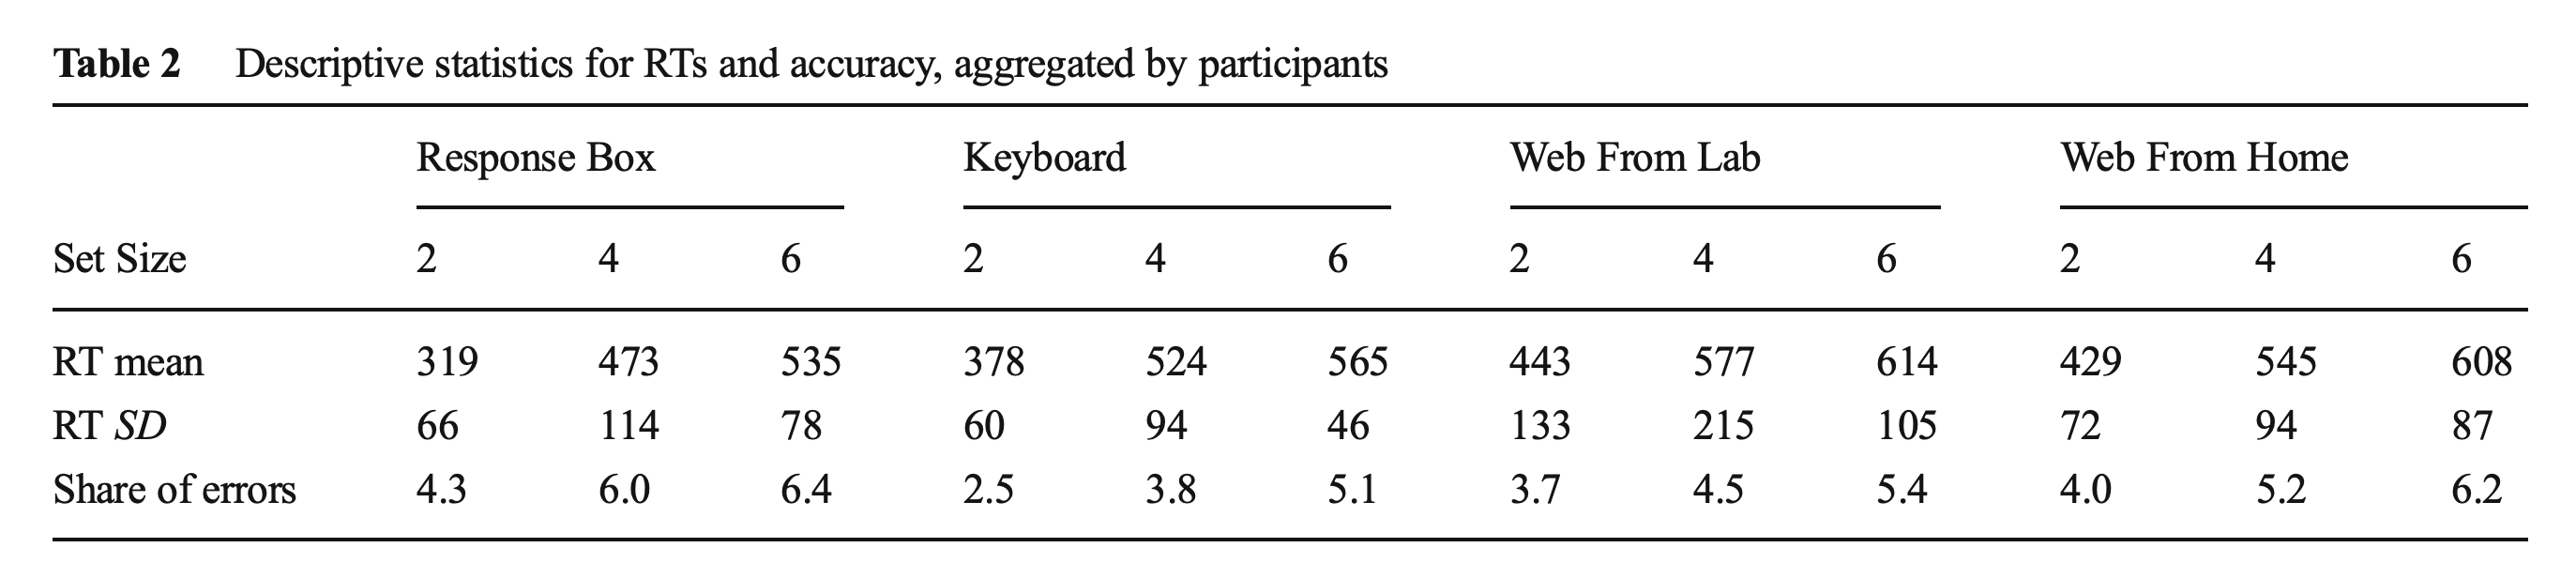 Table 2 Descriptive statistics for RTs and accuracy, aggregated by participants
Response Box Keyboard Web From Lab Web From Home
Set Size 2 4 6 2 4 6 2 4 6 2 4 6
RT mean 319 473 535 378 524 565 443 577 614 429 545 608
RT SD 66 114 78 60 94 46 133 215 105 72 94 87
Share of errors 4.3 6.0 6.4 2.5 3.8 5.1 3.7 4.5 5.4 4.0 5.2 6.2